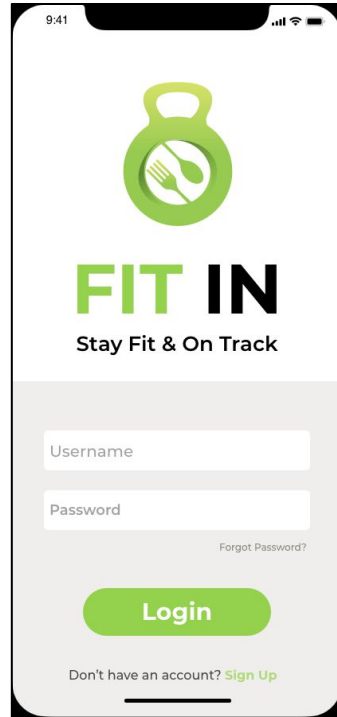 9:41
FIT IN
Stay Fit & On Track
Username
Password
Forgot Password?
Login
Don't have an account? Sign Up